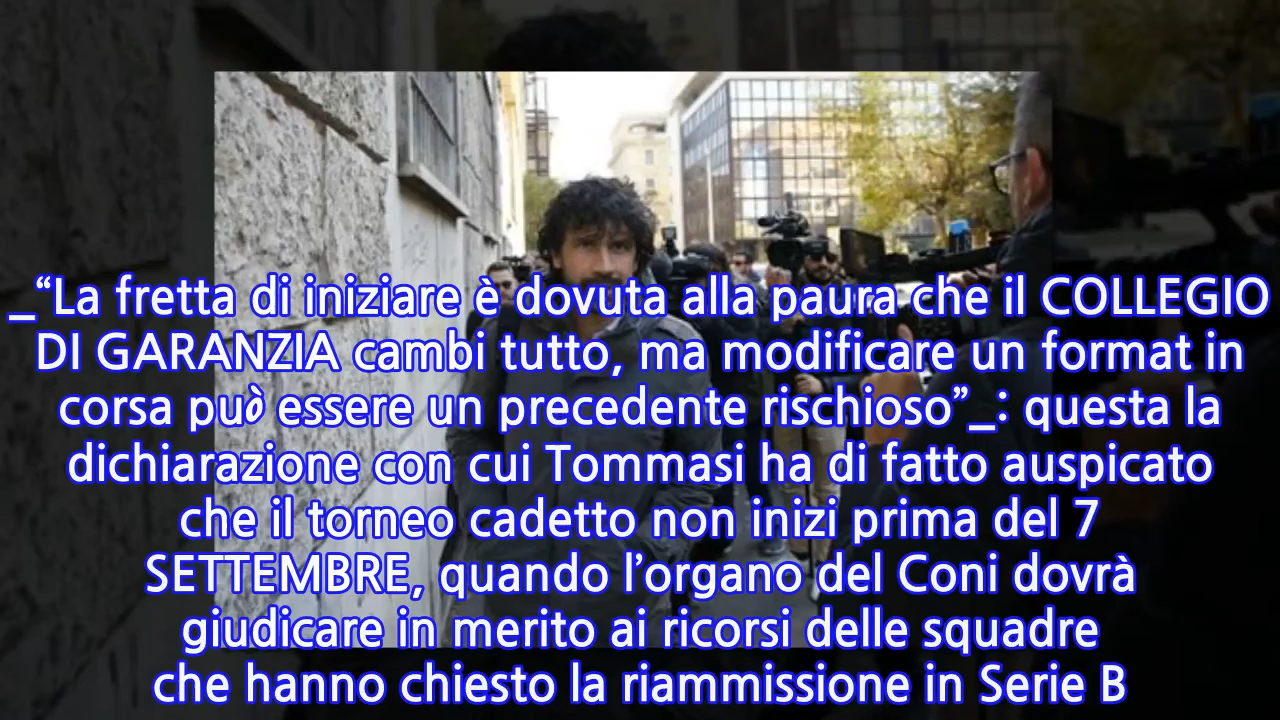 _“La fretta di iniziare è dovuta alla paura che il COLLEGIO
DI GARANZIA cambi tutto, ma modificare un format in
corsa può essere un precedente rischioso”_: questa la
dichiarazione con cui Tommasi ha di fatto auspicato
che il torneo cadetto non inizi prima del 7
SETTEMBRE, quando l’organo del Coni dovrà
giudicare in merito ai ricorsi delle squadre
che hanno chiesto la riammissione in Serie B